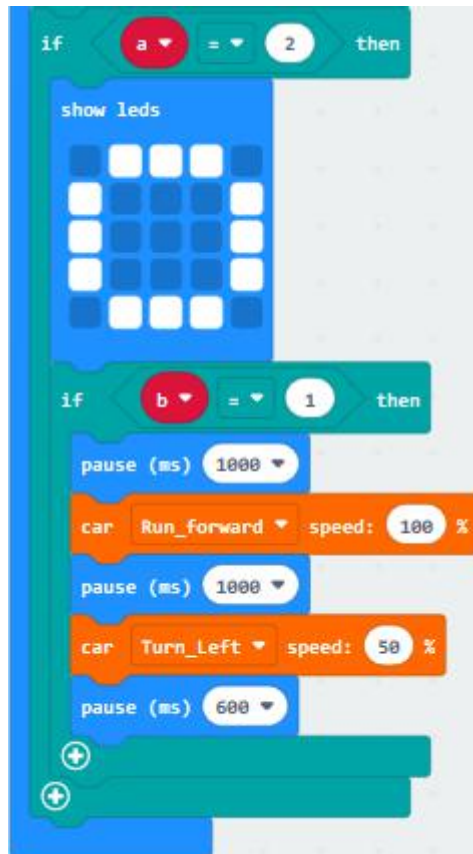 if a = 2 then
show leds
if b = 1 then
pause (ms) 1000
car Run_forward speed: 100 %
pause (ms) 1000
car Turn_Left speed: 50 %
pause (ms) 600